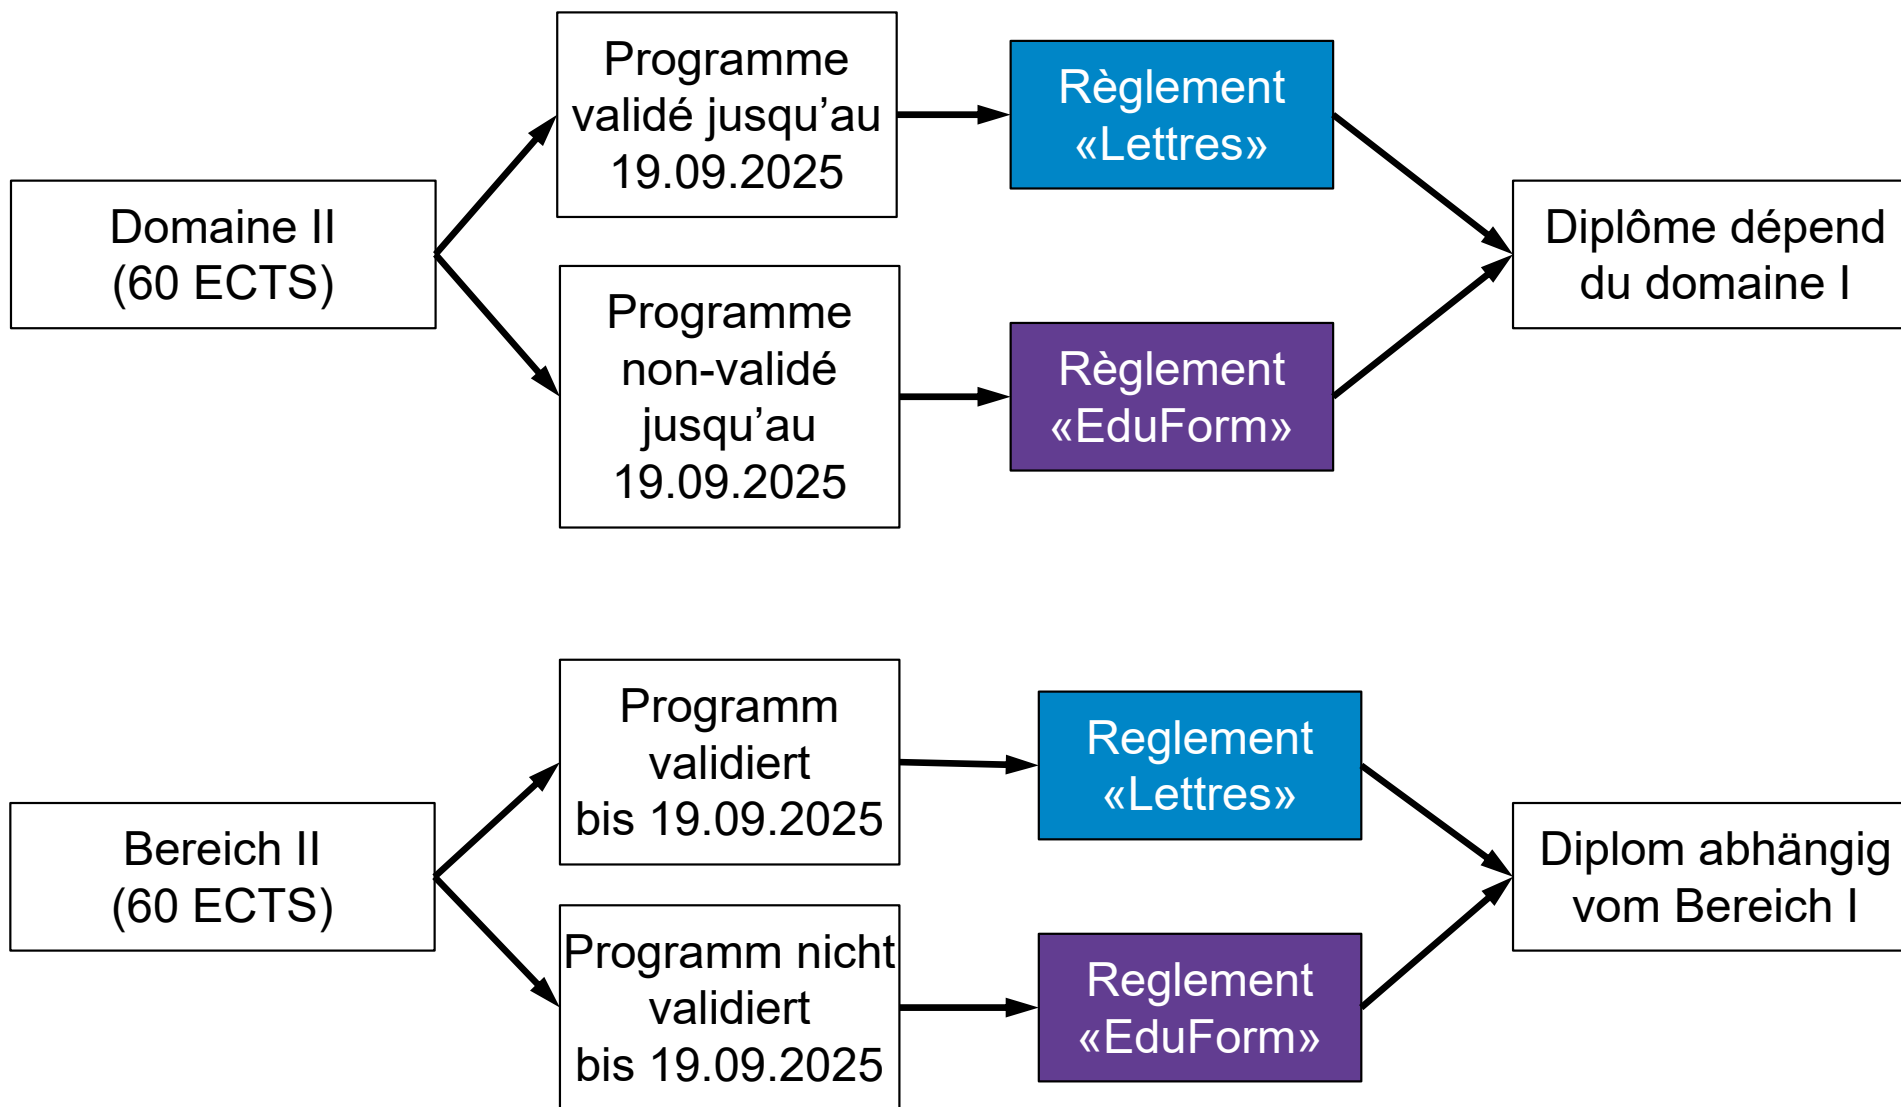 Domaine II
(60 ECTS)
Programme
validé jusqu’au
19.09.2025
Programme
non-validé
jusqu’au
19.09.2025
Règlement
«Lettres»
Règlement
«EduForm»
Diplôme dépend
du domaine I
Bereich II
(60 ECTS)
Programm
validiert
bis 19.09.2025
Programm nicht
validiert
bis 19.09.2025
Reglement
«Lettres»
Reglement
«EduForm»
Diplom abhängig
vom Bereich I